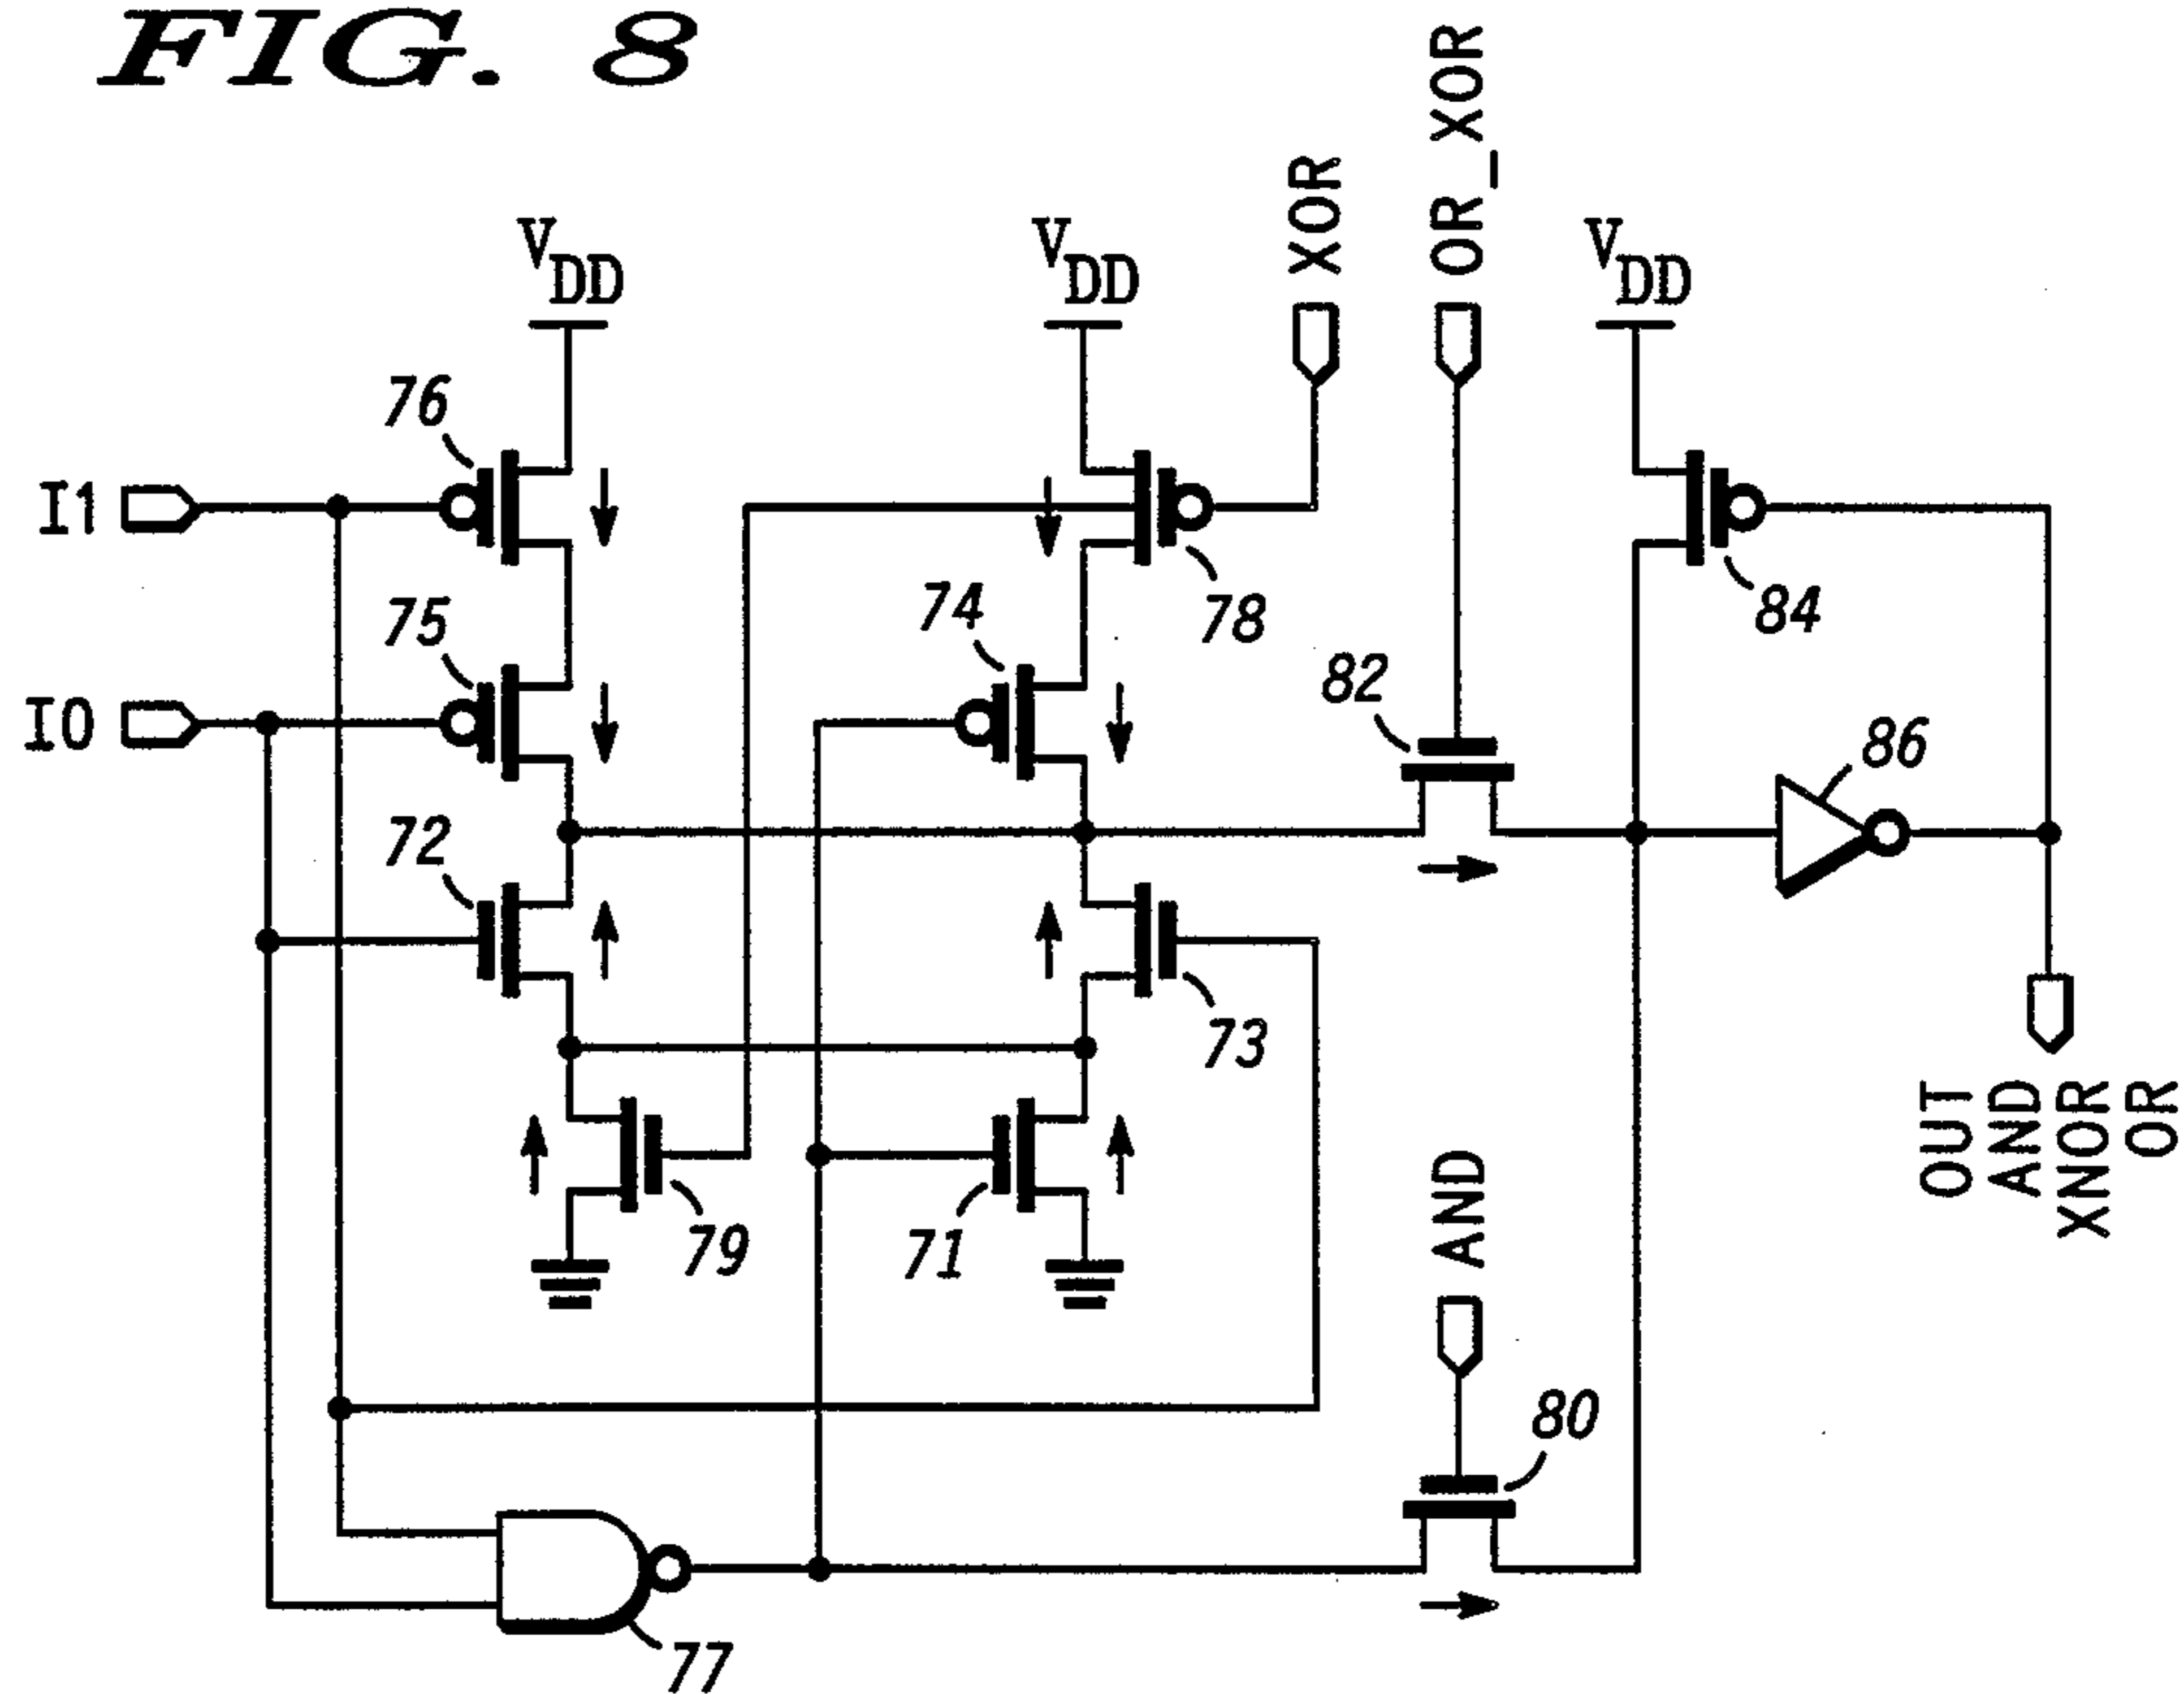 FIG. 8
XOR
OR_XOR
VDD
VDD
VDD
76
I1
75
74
78
84
82
I0
86
72
73
79
71
AND
OUT
AND
XNOR
OR
80
77